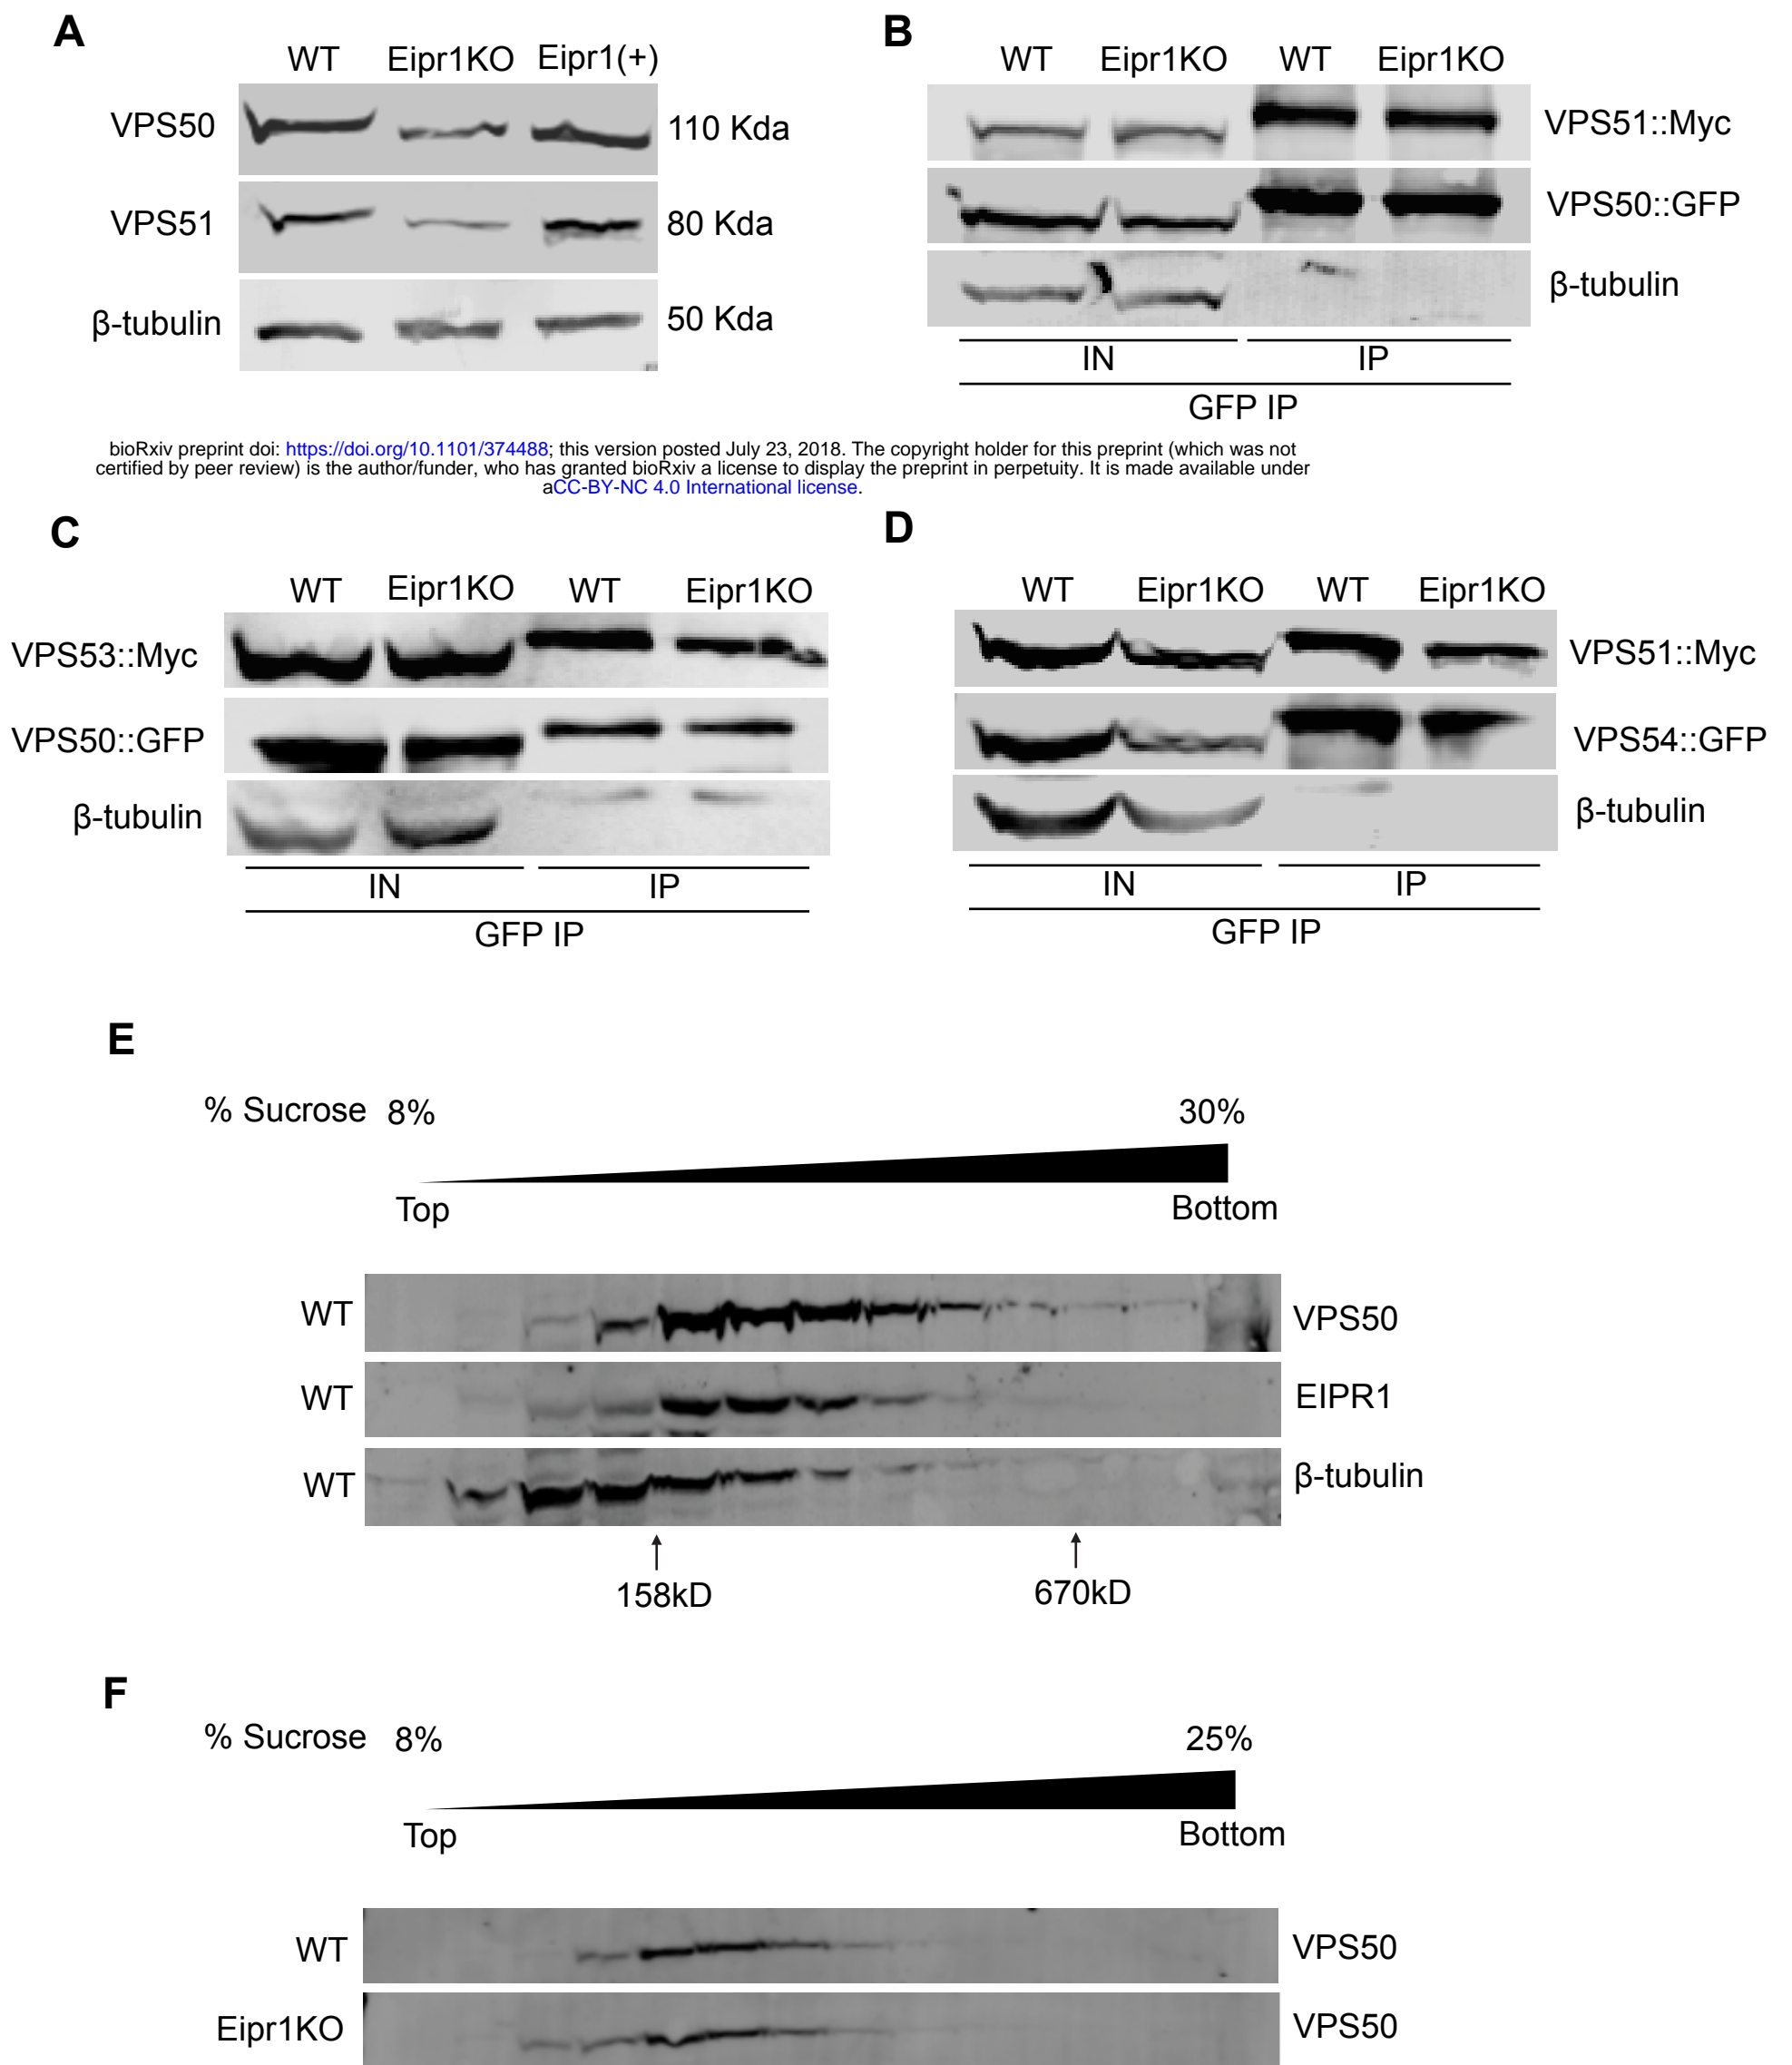 A
WT Eipr1KO Eipr1(+)
VPS50 110 Kda
VPS51 80 Kda
β-tubulin 50 Kda
B
WT Eipr1KO WT Eipr1KO
VPS51::Myc
VPS50::GFP
β-tubulin
IN IP
GFP IP
bioRxiv preprint doi: https://doi.org/10.1101/374488; this version posted July 23, 2018. The copyright holder for this preprint (which was not
certified by peer review) is the author/funder, who has granted bioRxiv a license to display the preprint in perpetuity. It is made available under
aCC-BY-NC 4.0 International license.
C
WT Eipr1KO WT Eipr1KO
VPS53::Myc
VPS50::GFP
β-tubulin
IN IP
GFP IP
D
WT Eipr1KO WT Eipr1KO
VPS51::Myc
VPS54::GFP
β-tubulin
IN IP
GFP IP
E
% Sucrose 8% 30%
Top Bottom
WT VPS50
WT EIPR1
WT β-tubulin
158kD 670kD
F
% Sucrose 8% 25%
Top Bottom
WT VPS50
Eipr1KO VPS50